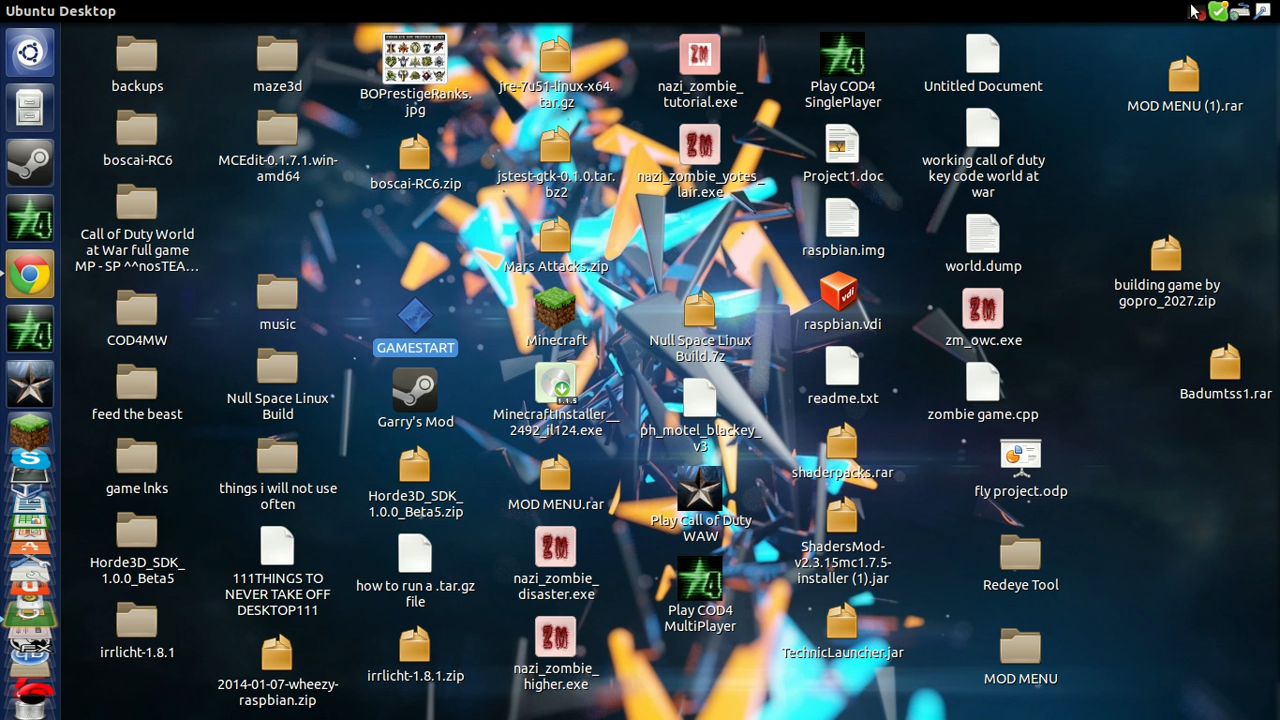 Ubuntu Desktop
backups
boscai-RC6
Call of Duty World
at War full game
MP - SP ^^nosTEA...
COD4MW
feed the beast
game lnks
Horde3D_SDK_
1.0.0_Beta5
irrlicht-1.8.1
maze3d
MCEdit-0.1.7.1.win-
amd64
music
Null Space Linux
Build
things i will not use
often
111THINGS TO
NEVER TAKE OFF
DESKTOP111
2014-01-07-wheezy-
raspbian.zip
BOPrestigeRanks.
jpg
boscai-RC6.zip
GAMESTART
Garry's Mod
Horde3D_SDK_
1.0.0_Beta5.zip
how to run a .tar.gz
file
irrlicht-1.8.1.zip
jre-7u51-linux-x64.
tar.gz
jstest-gtk-0.1.0.tar.
bz2
Mars Attacks.zip
Minecraft
1.1.5
MinecraftInstaller__
2492_il124.exe
MOD MENU.rar
ZM
nazi_zombie_
disaster.exe
ZM
nazi_zombie_
higher.exe
ZM
nazi_zombie_
tutorial.exe
ZM
nazi_zombie_yotes_
lair.exe
Null Space Linux
Build.7z
ph_motel_blackey_
v3
Play Call of Duty
WAW
Play COD4
MultiPlayer
Play COD4
SinglePlayer
Project1.doc
raspbian.img
vdi
raspbian.vdi
readme.txt
shaderpacks.rar
ShadersMod-
v2.3.15mc1.7.5-
installer (1).jar
TechnicLauncher.jar
Untitled Document
working call of duty
key code world at
war
world.dump
ZM
zm_owc.exe
zombie game.cpp
fly project.odp
Redeye Tool
MOD MENU
MOD MENU (1).rar
building game by
gopro_2027.zip
Badumtss1.rar